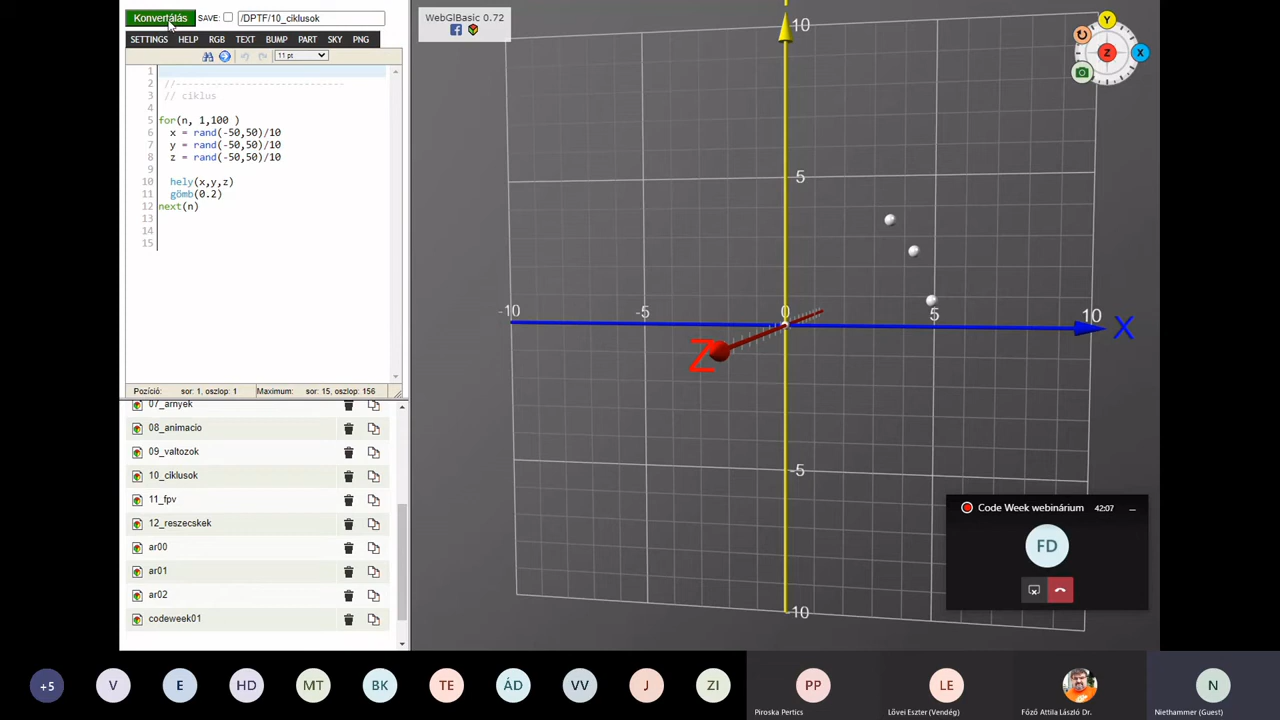 Konvertálás SAVE: /DPTF/10_ciklusok
SETTINGS HELP RGB TEXT BUMP PART SKY PNG
11 pt
1
2 //-----------------------------
3 // ciklus
4
5 for(n, 1,100 )
6 x = rand(-50,50)/10
7 y = rand(-50,50)/10
8 z = rand(-50,50)/10
9
10 hely(x,y,z)
11 gömb(0.2)
12 next(n)
13
14
15
Pozíció: sor: 1, oszlop: 1 Maximum: sor: 15, oszlop: 156
07_arnyek
08_animacio
09_valtozok
10_ciklusok
11_fpv
12_reszecskek
ar00
ar01
ar02
codeweek01
WebGlBasic 0.72
10
5
-10 -5 0 5 10
X
Z
-5
-10
Y
Z X
Code Week webinárium 42:07
FD
+5 V E HD MT BK TE ÁD VV J ZI PP LE N
Piroska Pertics Lővei Eszter (Vendég) Főző Attila László Dr. Niethammer (Guest)